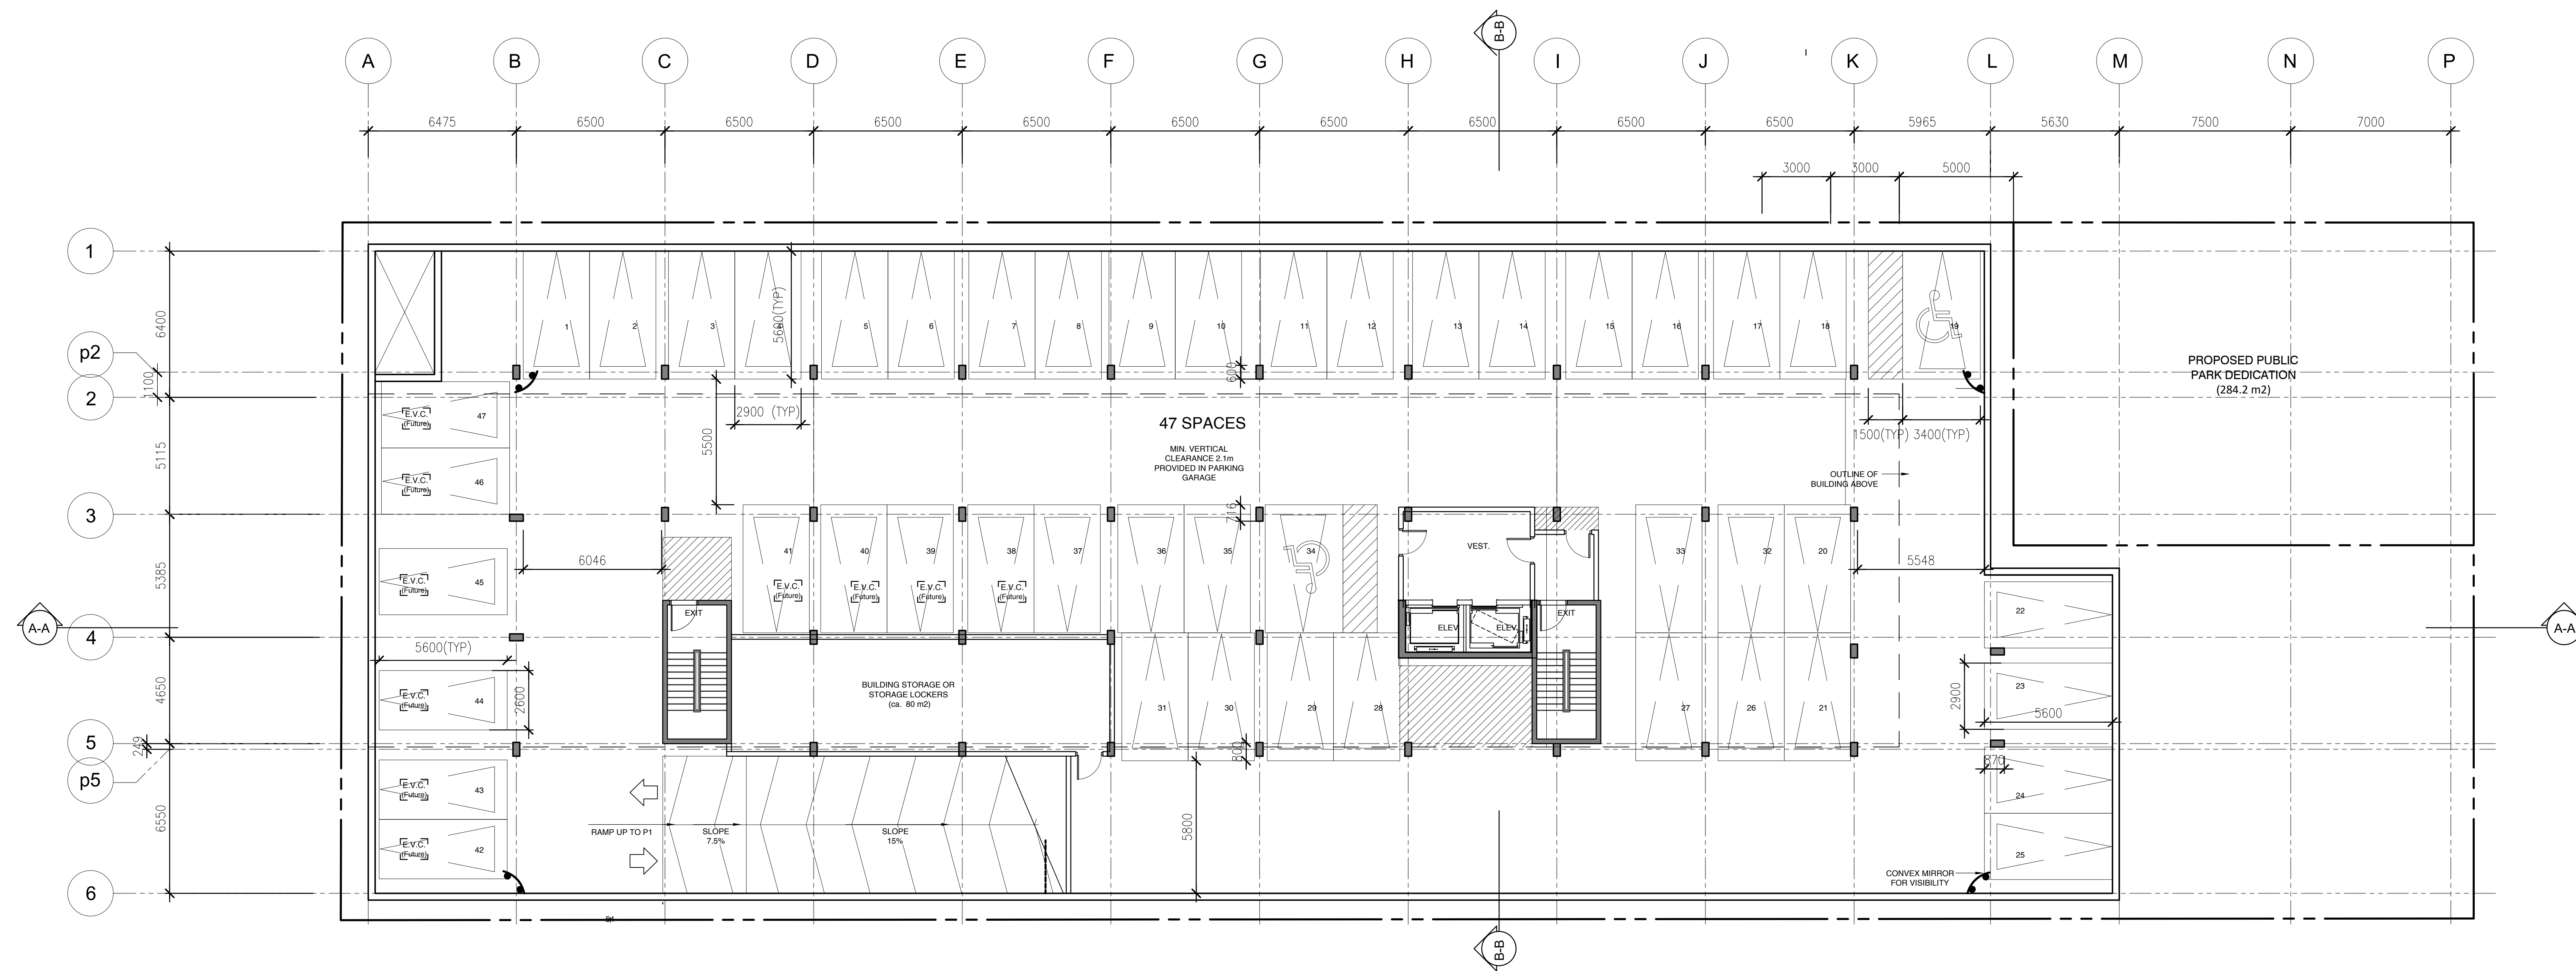 B-B
A B C D E F G H I J K L M N P
6475 6500 6500 6500 6500 6500 6500 6500 6500 6500 5965 5630 7500 7000
3000 3000 5000
1
6400
p2
1100
2
5115
3
5385
4
4650
5
249
p5
6550
6
A-A
A-A
1 2 3 4 5 6 7 8 9 10 11 12 13 14 15 16 17 18 19
5600(TYP)
600
2900 (TYP)
5500
1500(TYP) 3400(TYP)
47 SPACES
MIN. VERTICAL
CLEARANCE 2.1m
PROVIDED IN PARKING
GARAGE
OUTLINE OF
BUILDING ABOVE
PROPOSED PUBLIC
PARK DEDICATION
(284.2 m2)
47
E.V.C.
(Future)
46
E.V.C.
(Future)
45
E.V.C.
(Future)
44
E.V.C.
(Future)
43
E.V.C.
(Future)
42
E.V.C.
(Future)
6046
5600(TYP)
2600
716
41 40 39 38 37 36 35 34 33 32 20
E.V.C.
(Future)
E.V.C.
(Future)
E.V.C.
(Future)
E.V.C.
(Future)
VEST.
EXIT
ELEV.
ELEV.
EXIT
5548
22
23
24
25
2900
5600
870
BUILDING STORAGE OR
STORAGE LOCKERS
(ca. 80 m2)
31 30 29 28 27 26 21
800
5800
RAMP UP TO P1
SLOPE
7.5%
SLOPE
15%
CONVEX MIRROR
FOR VISIBILITY
B-B